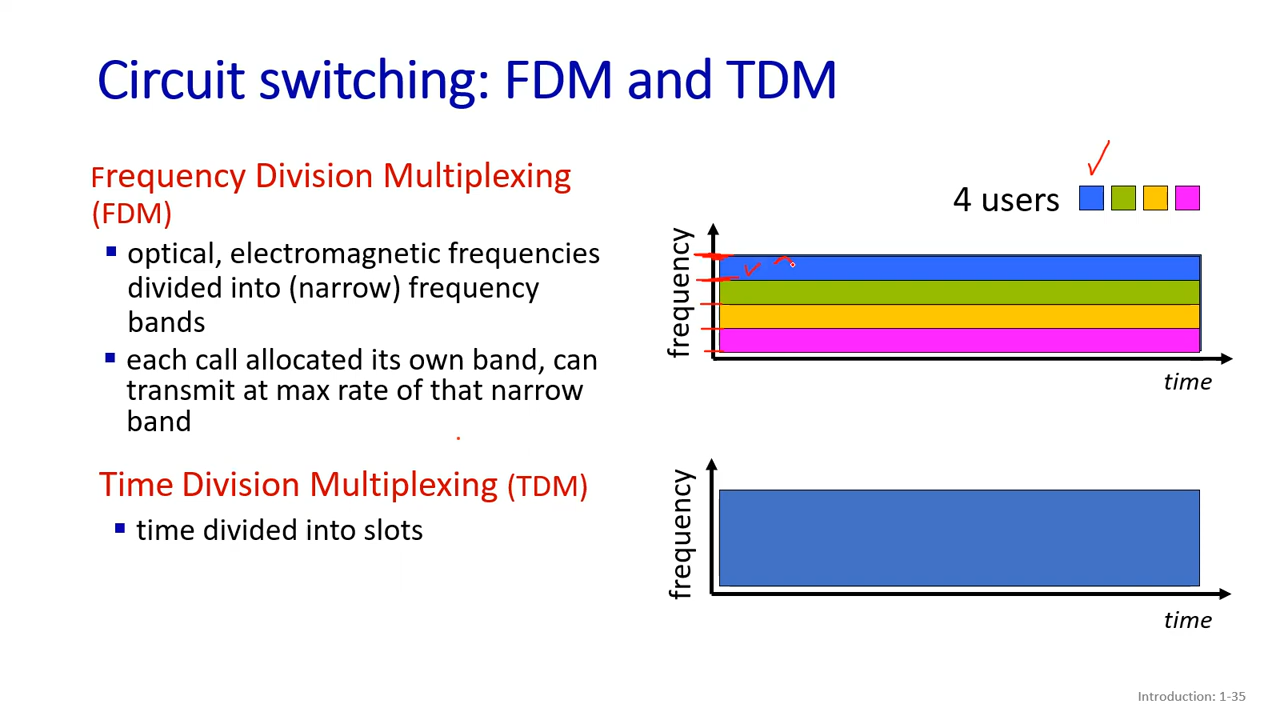 Circuit switching: FDM and TDM
Frequency Division Multiplexing
(FDM)
▪ optical, electromagnetic frequencies
divided into (narrow) frequency
bands
▪ each call allocated its own band, can
transmit at max rate of that narrow
band
Time Division Multiplexing (TDM)
▪ time divided into slots
4 users
frequency
time
frequency
time
Introduction: 1-35